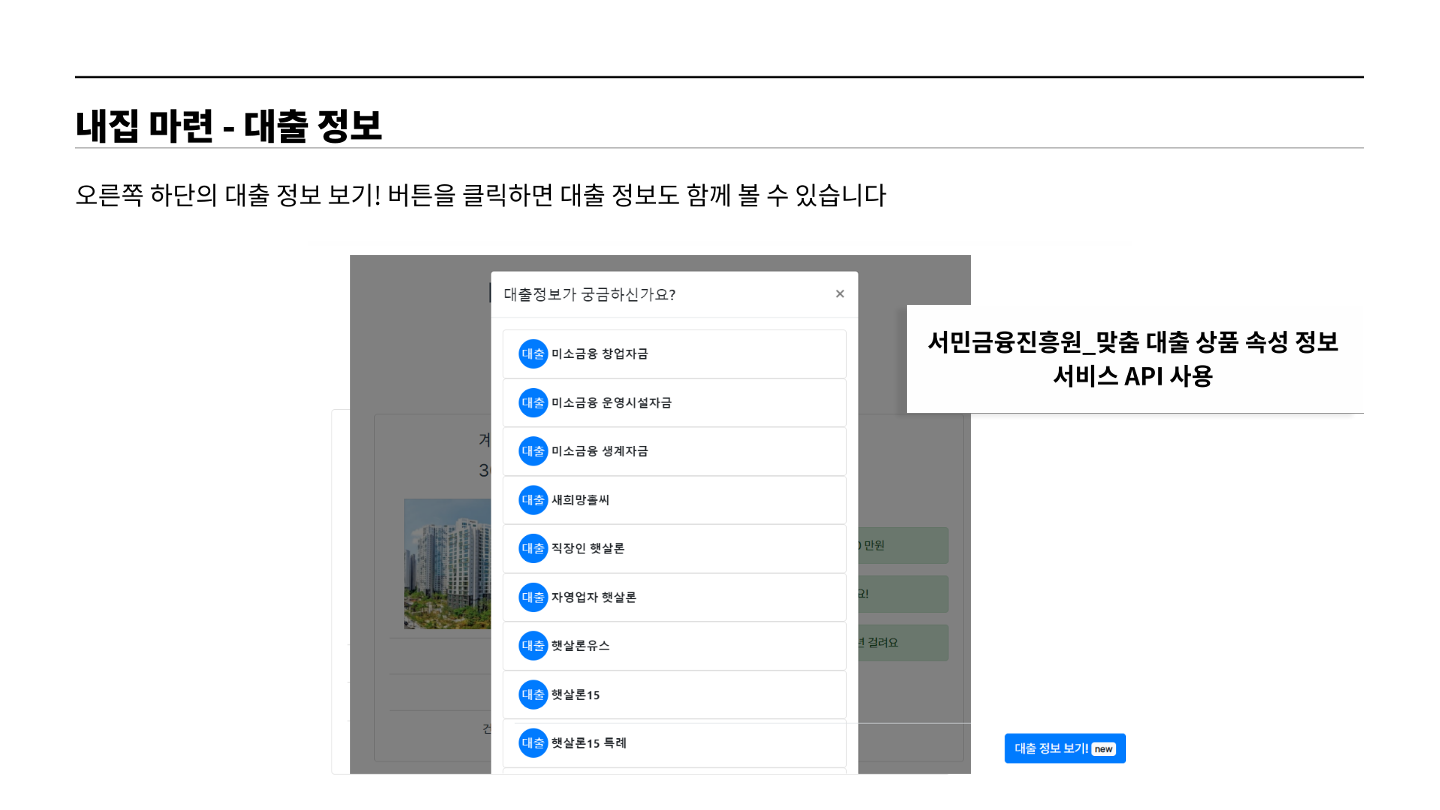 내집 마련 - 대출 정보
오른쪽 하단의 대출 정보 보기! 버튼을 클릭하면 대출 정보도 함께 볼 수 있습니다
대출정보가 궁금하신가요? ×
서민금융진흥원_맞춤 대출 상품 속성 정보
서비스 API 사용
대출 미소금융 창업자금
대출 미소금융 운영시설자금
대출 미소금융 생계자금
대출 새희망홀씨
대출 직장인 햇살론
대출 자영업자 햇살론
대출 햇살론유스
대출 햇살론15
대출 햇살론15 특례
만원
요!
년 걸려요
대출 정보 보기! new